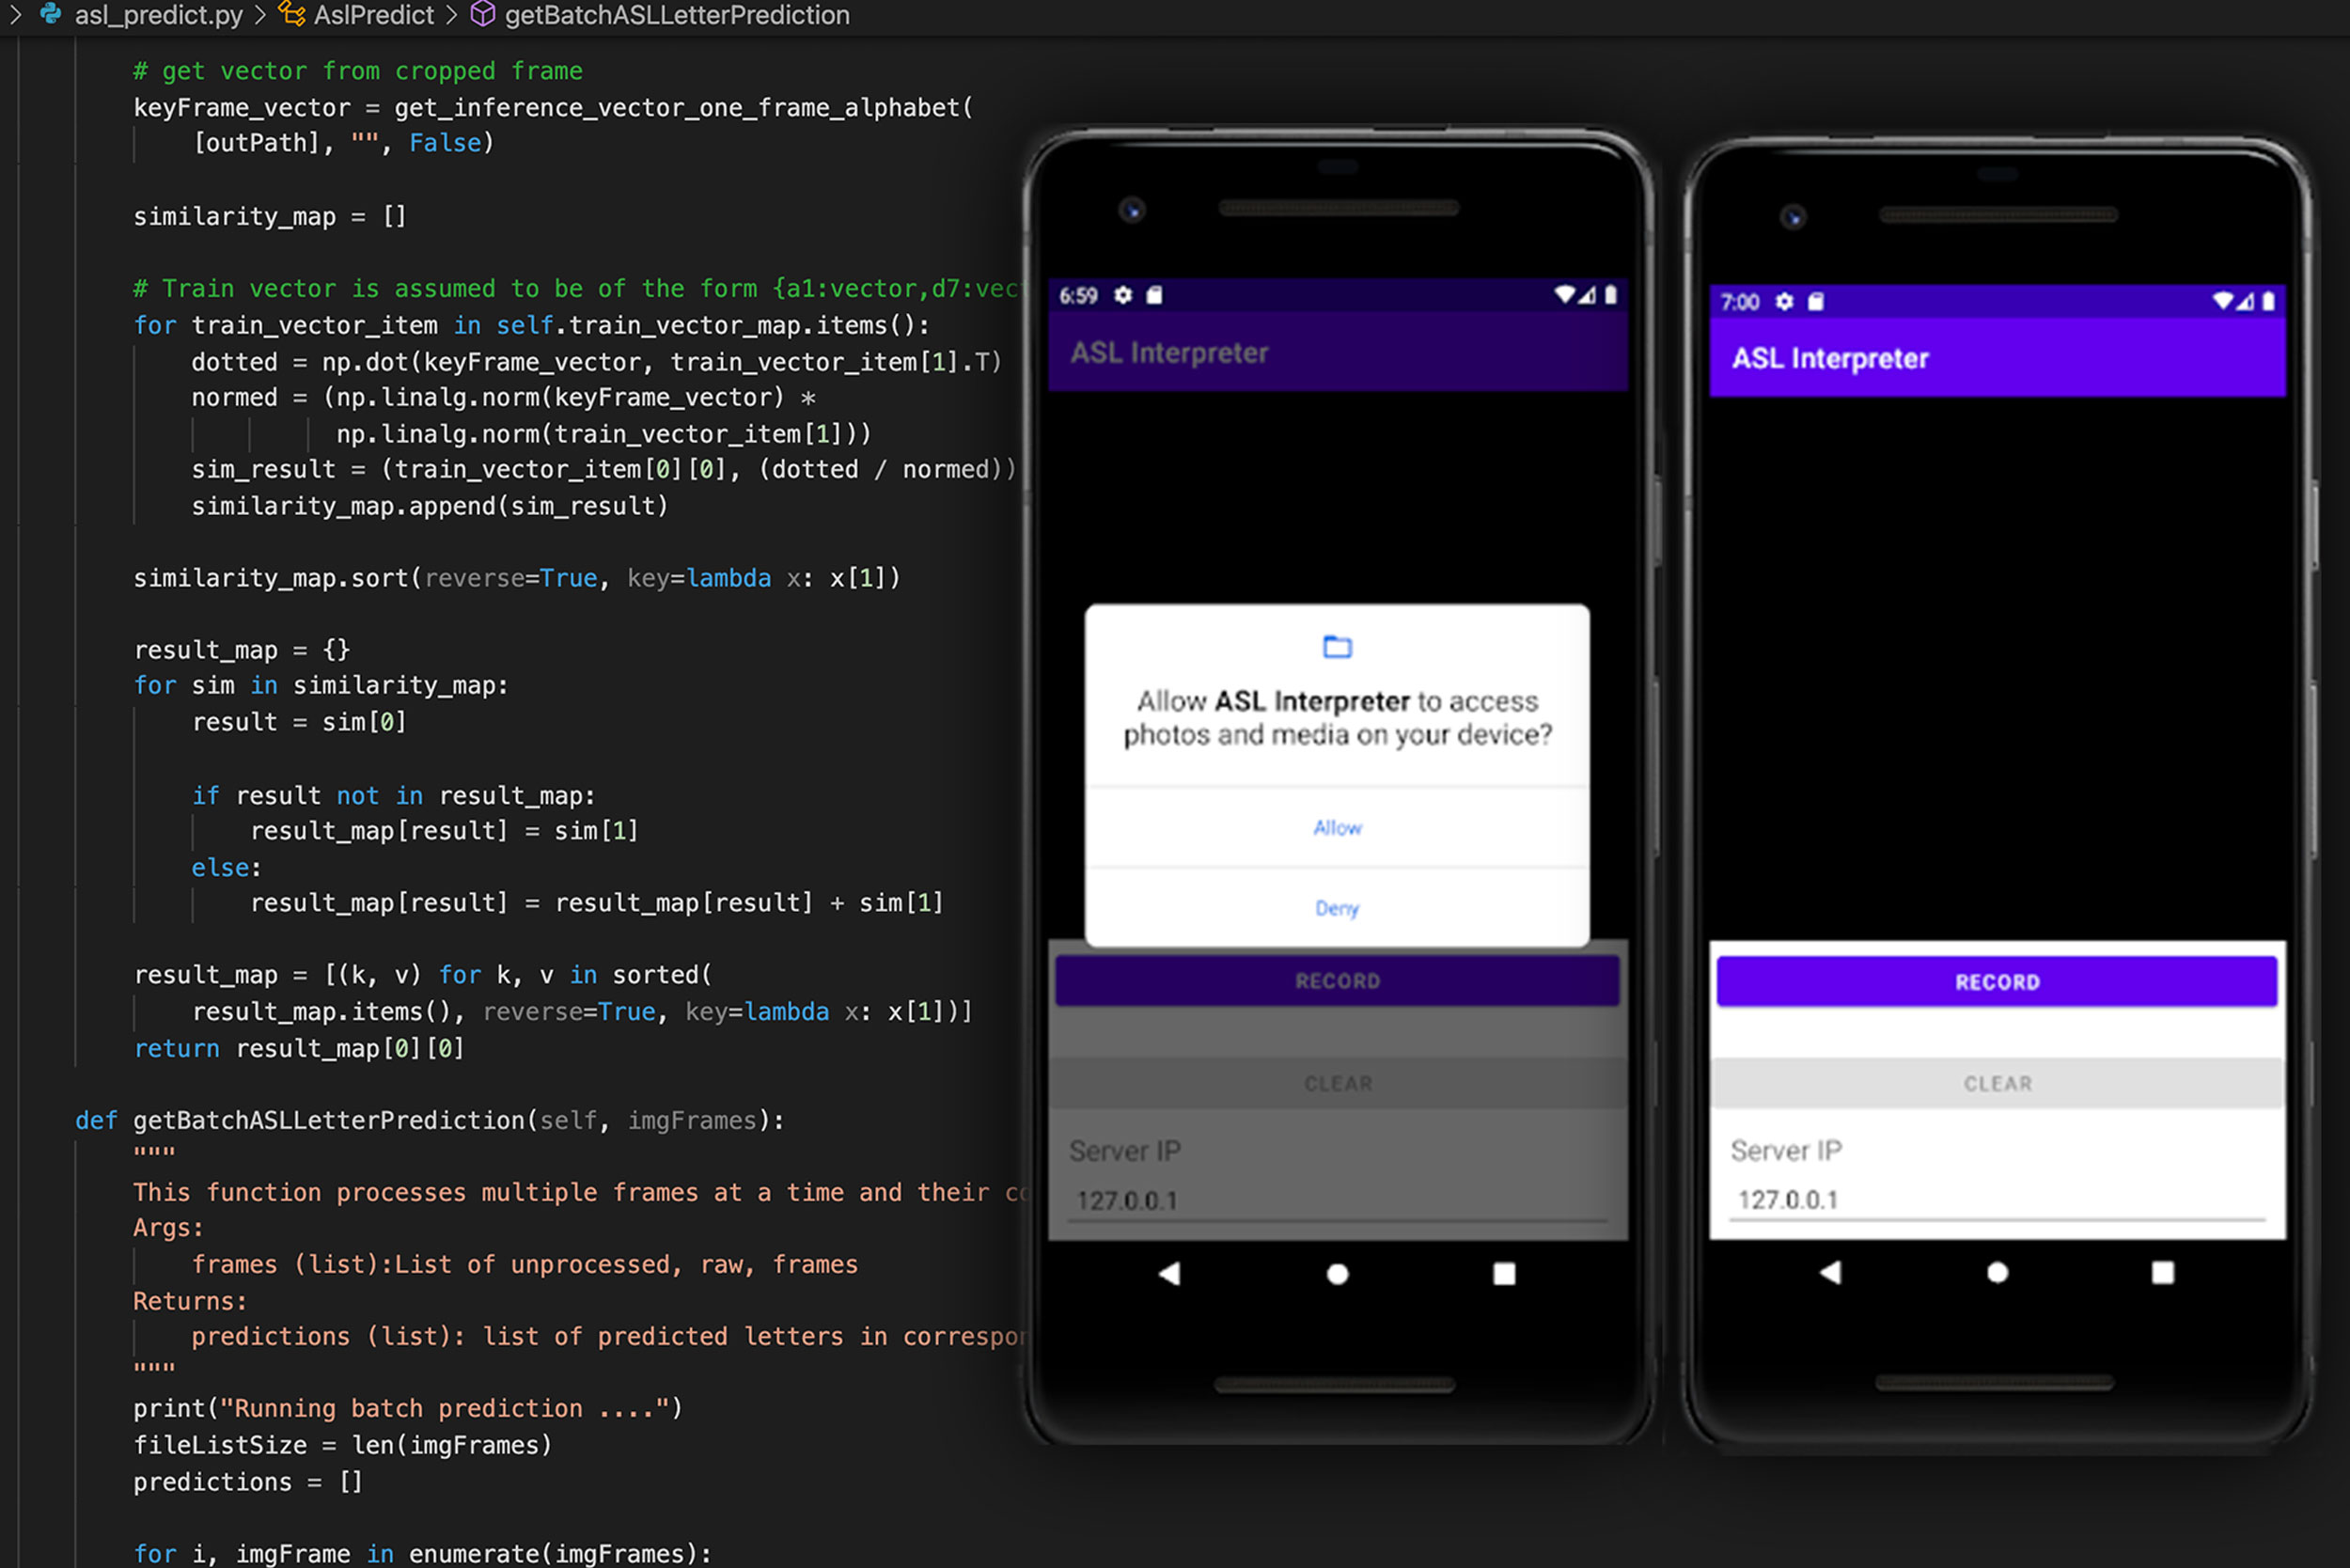 asl_predict.py > AslPredict > getBatchASLLetterPrediction
# get vector from cropped frame
keyFrame_vector = get_inference_vector_one_frame_alphabet(
[outPath], "", False)
similarity_map = []
# Train vector is assumed to be of the form {a1:vector,d7:vec
for train_vector_item in self.train_vector_map.items():
dotted = np.dot(keyFrame_vector, train_vector_item[1].T)
normed = (np.linalg.norm(keyFrame_vector) *
np.linalg.norm(train_vector_item[1]))
sim_result = (train_vector_item[0][0], (dotted / normed))
similarity_map.append(sim_result)
similarity_map.sort(reverse=True, key=lambda x: x[1])
result_map = {}
for sim in similarity_map:
result = sim[0]
if result not in result_map:
result_map[result] = sim[1]
else:
result_map[result] = result_map[result] + sim[1]
result_map = [(k, v) for k, v in sorted(
result_map.items(), reverse=True, key=lambda x: x[1])]
return result_map[0][0]
def getBatchASLLetterPrediction(self, imgFrames):
"""
This function processes multiple frames at a time and their co
Args:
frames (list):List of unprocessed, raw, frames
Returns:
predictions (list): list of predicted letters in correspon
"""
print("Running batch prediction ....")
fileListSize = len(imgFrames)
predictions = []
for i, imgFrame in enumerate(imgFrames):
6:59
ASL Interpreter
Allow ASL Interpreter to access
photos and media on your device?
Allow
Deny
RECORD
CLEAR
Server IP
127.0.0.1
7:00
ASL Interpreter
RECORD
CLEAR
Server IP
127.0.0.1